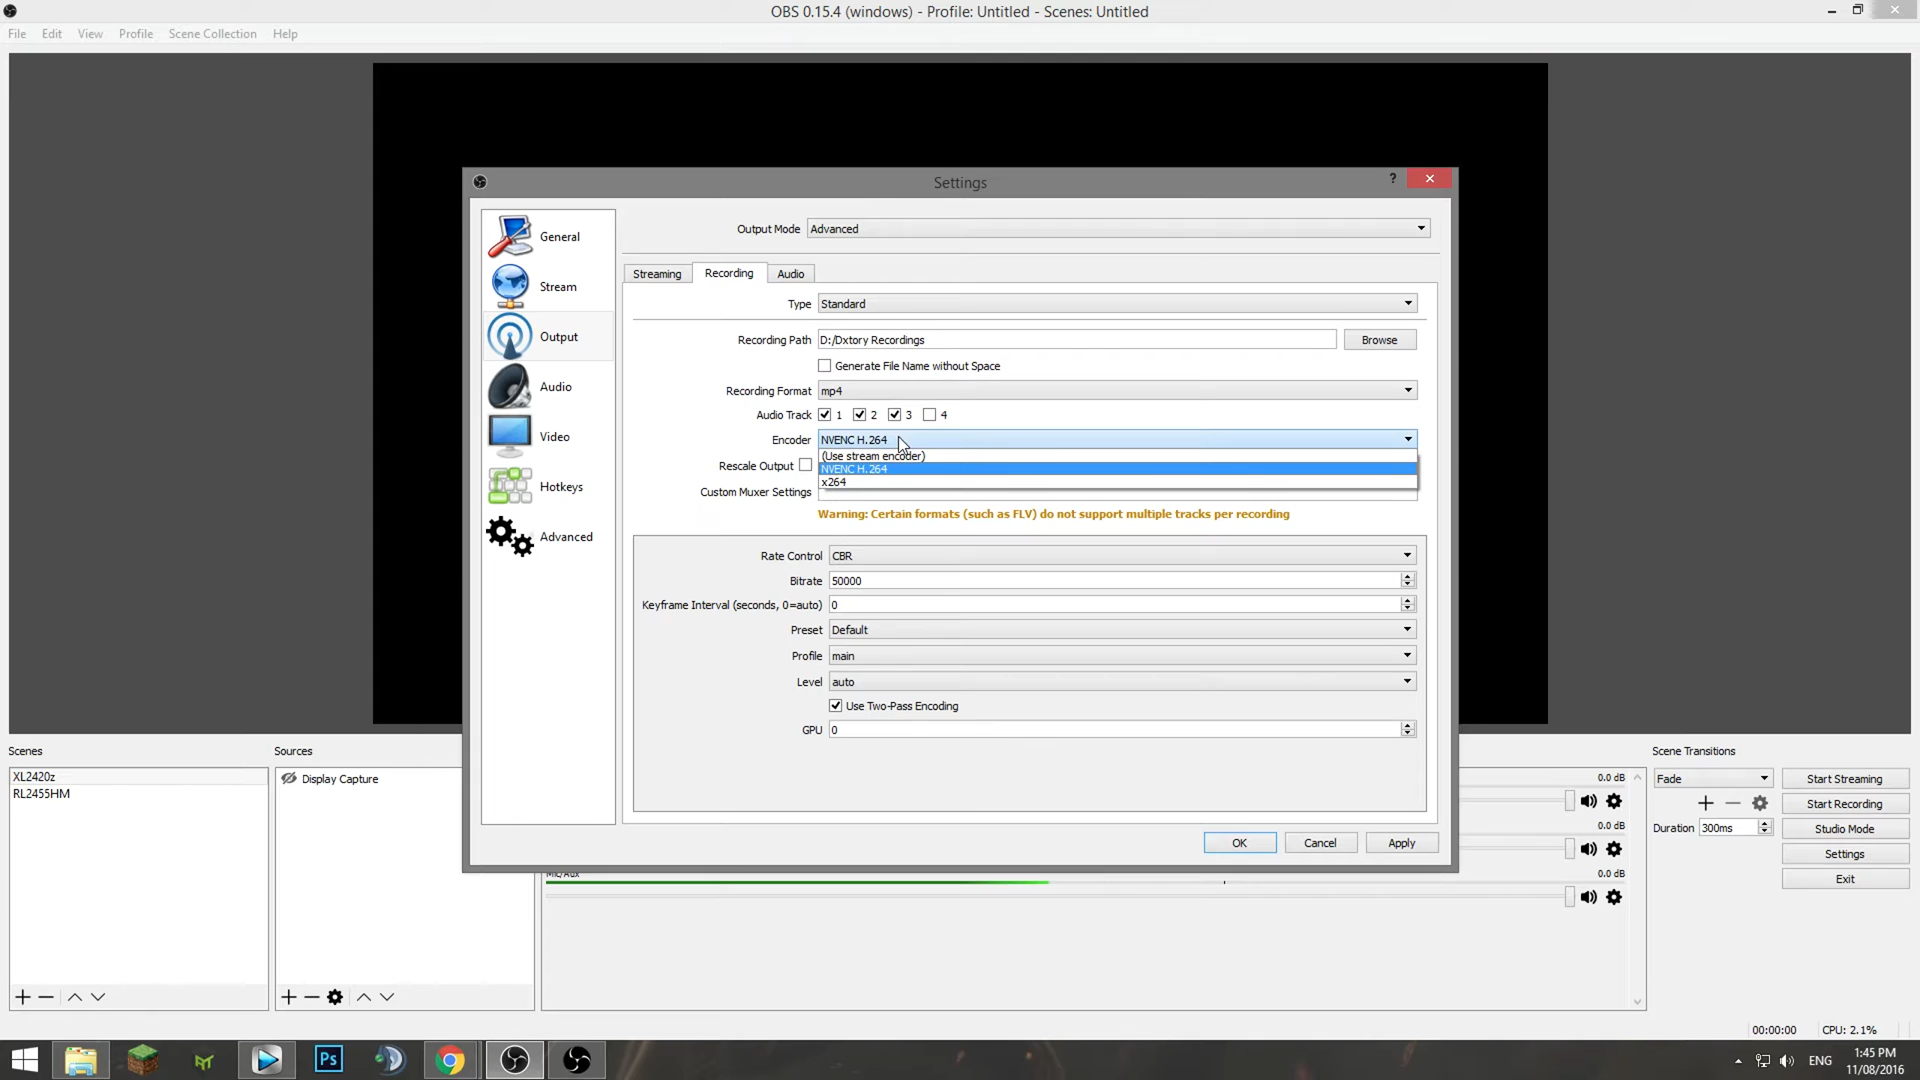 OBS 0.15.4 (windows) - Profile: Untitled - Scenes: Untitled
File Edit View Profile Scene Collection Help
Settings
?
General
Stream
Output
Audio
Video
Hotkeys
Advanced
Output Mode Advanced
Streaming Recording Audio
Type Standard
Recording Path D:/Dxtory Recordings Browse
Generate File Name without Space
Recording Format mp4
Audio Track 1 2 3 4
Encoder NVENC H.264
(Use stream encoder)
NVENC H.264
x264
Rescale Output
Custom Muxer Settings
Warning: Certain formats (such as FLV) do not support multiple tracks per recording
Rate Control CBR
Bitrate 50000
Keyframe Interval (seconds, 0=auto) 0
Preset Default
Profile main
Level auto
Use Two-Pass Encoding
GPU 0
OK Cancel Apply
Scenes
XL2420z
RL2455HM
Sources
Display Capture
0.0 dB
0.0 dB
Mic/Aux 0.0 dB
Scene Transitions
Fade
Duration 300ms
Start Streaming
Start Recording
Studio Mode
Settings
Exit
00:00:00 CPU: 2.1%
Ps
ENG
1:45 PM
11/08/2016